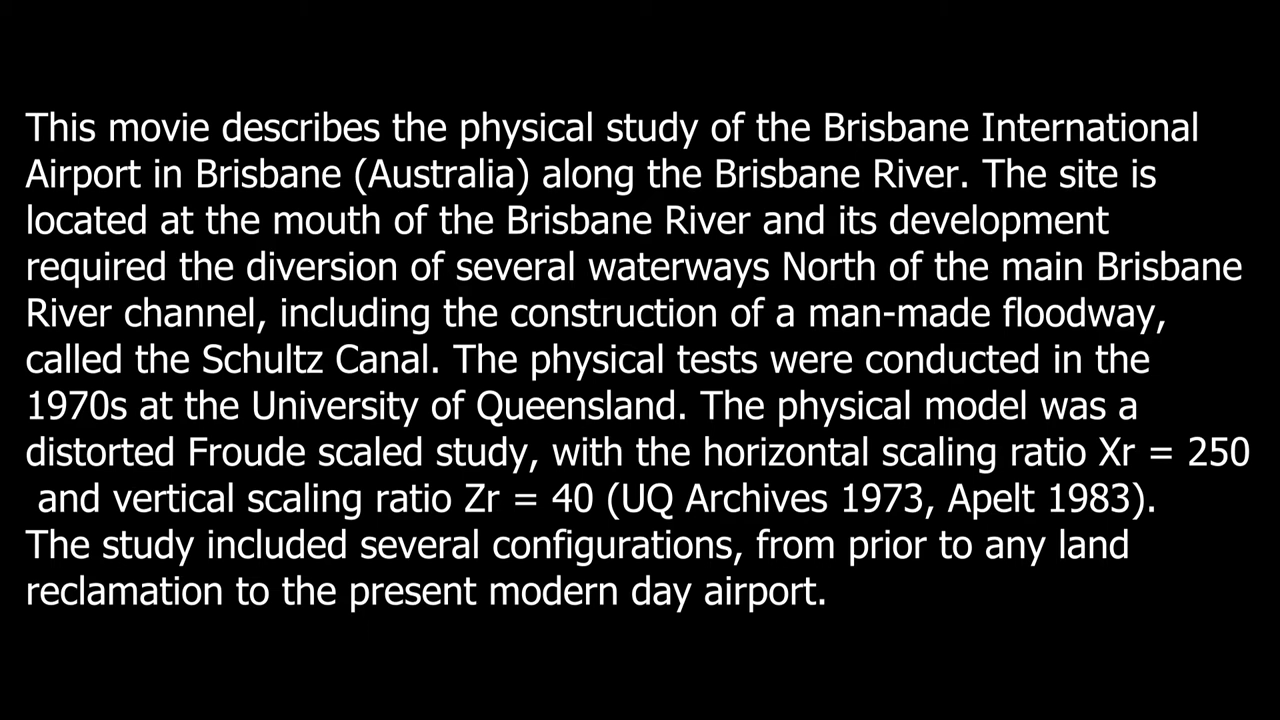 This movie describes the physical study of the Brisbane International
Airport in Brisbane (Australia) along the Brisbane River. The site is
located at the mouth of the Brisbane River and its development
required the diversion of several waterways North of the main Brisbane
River channel, including the construction of a man-made floodway,
called the Schultz Canal. The physical tests were conducted in the
1970s at the University of Queensland. The physical model was a
distorted Froude scaled study, with the horizontal scaling ratio Xr = 250
and vertical scaling ratio Zr = 40 (UQ Archives 1973, Apelt 1983).
The study included several configurations, from prior to any land
reclamation to the present modern day airport.